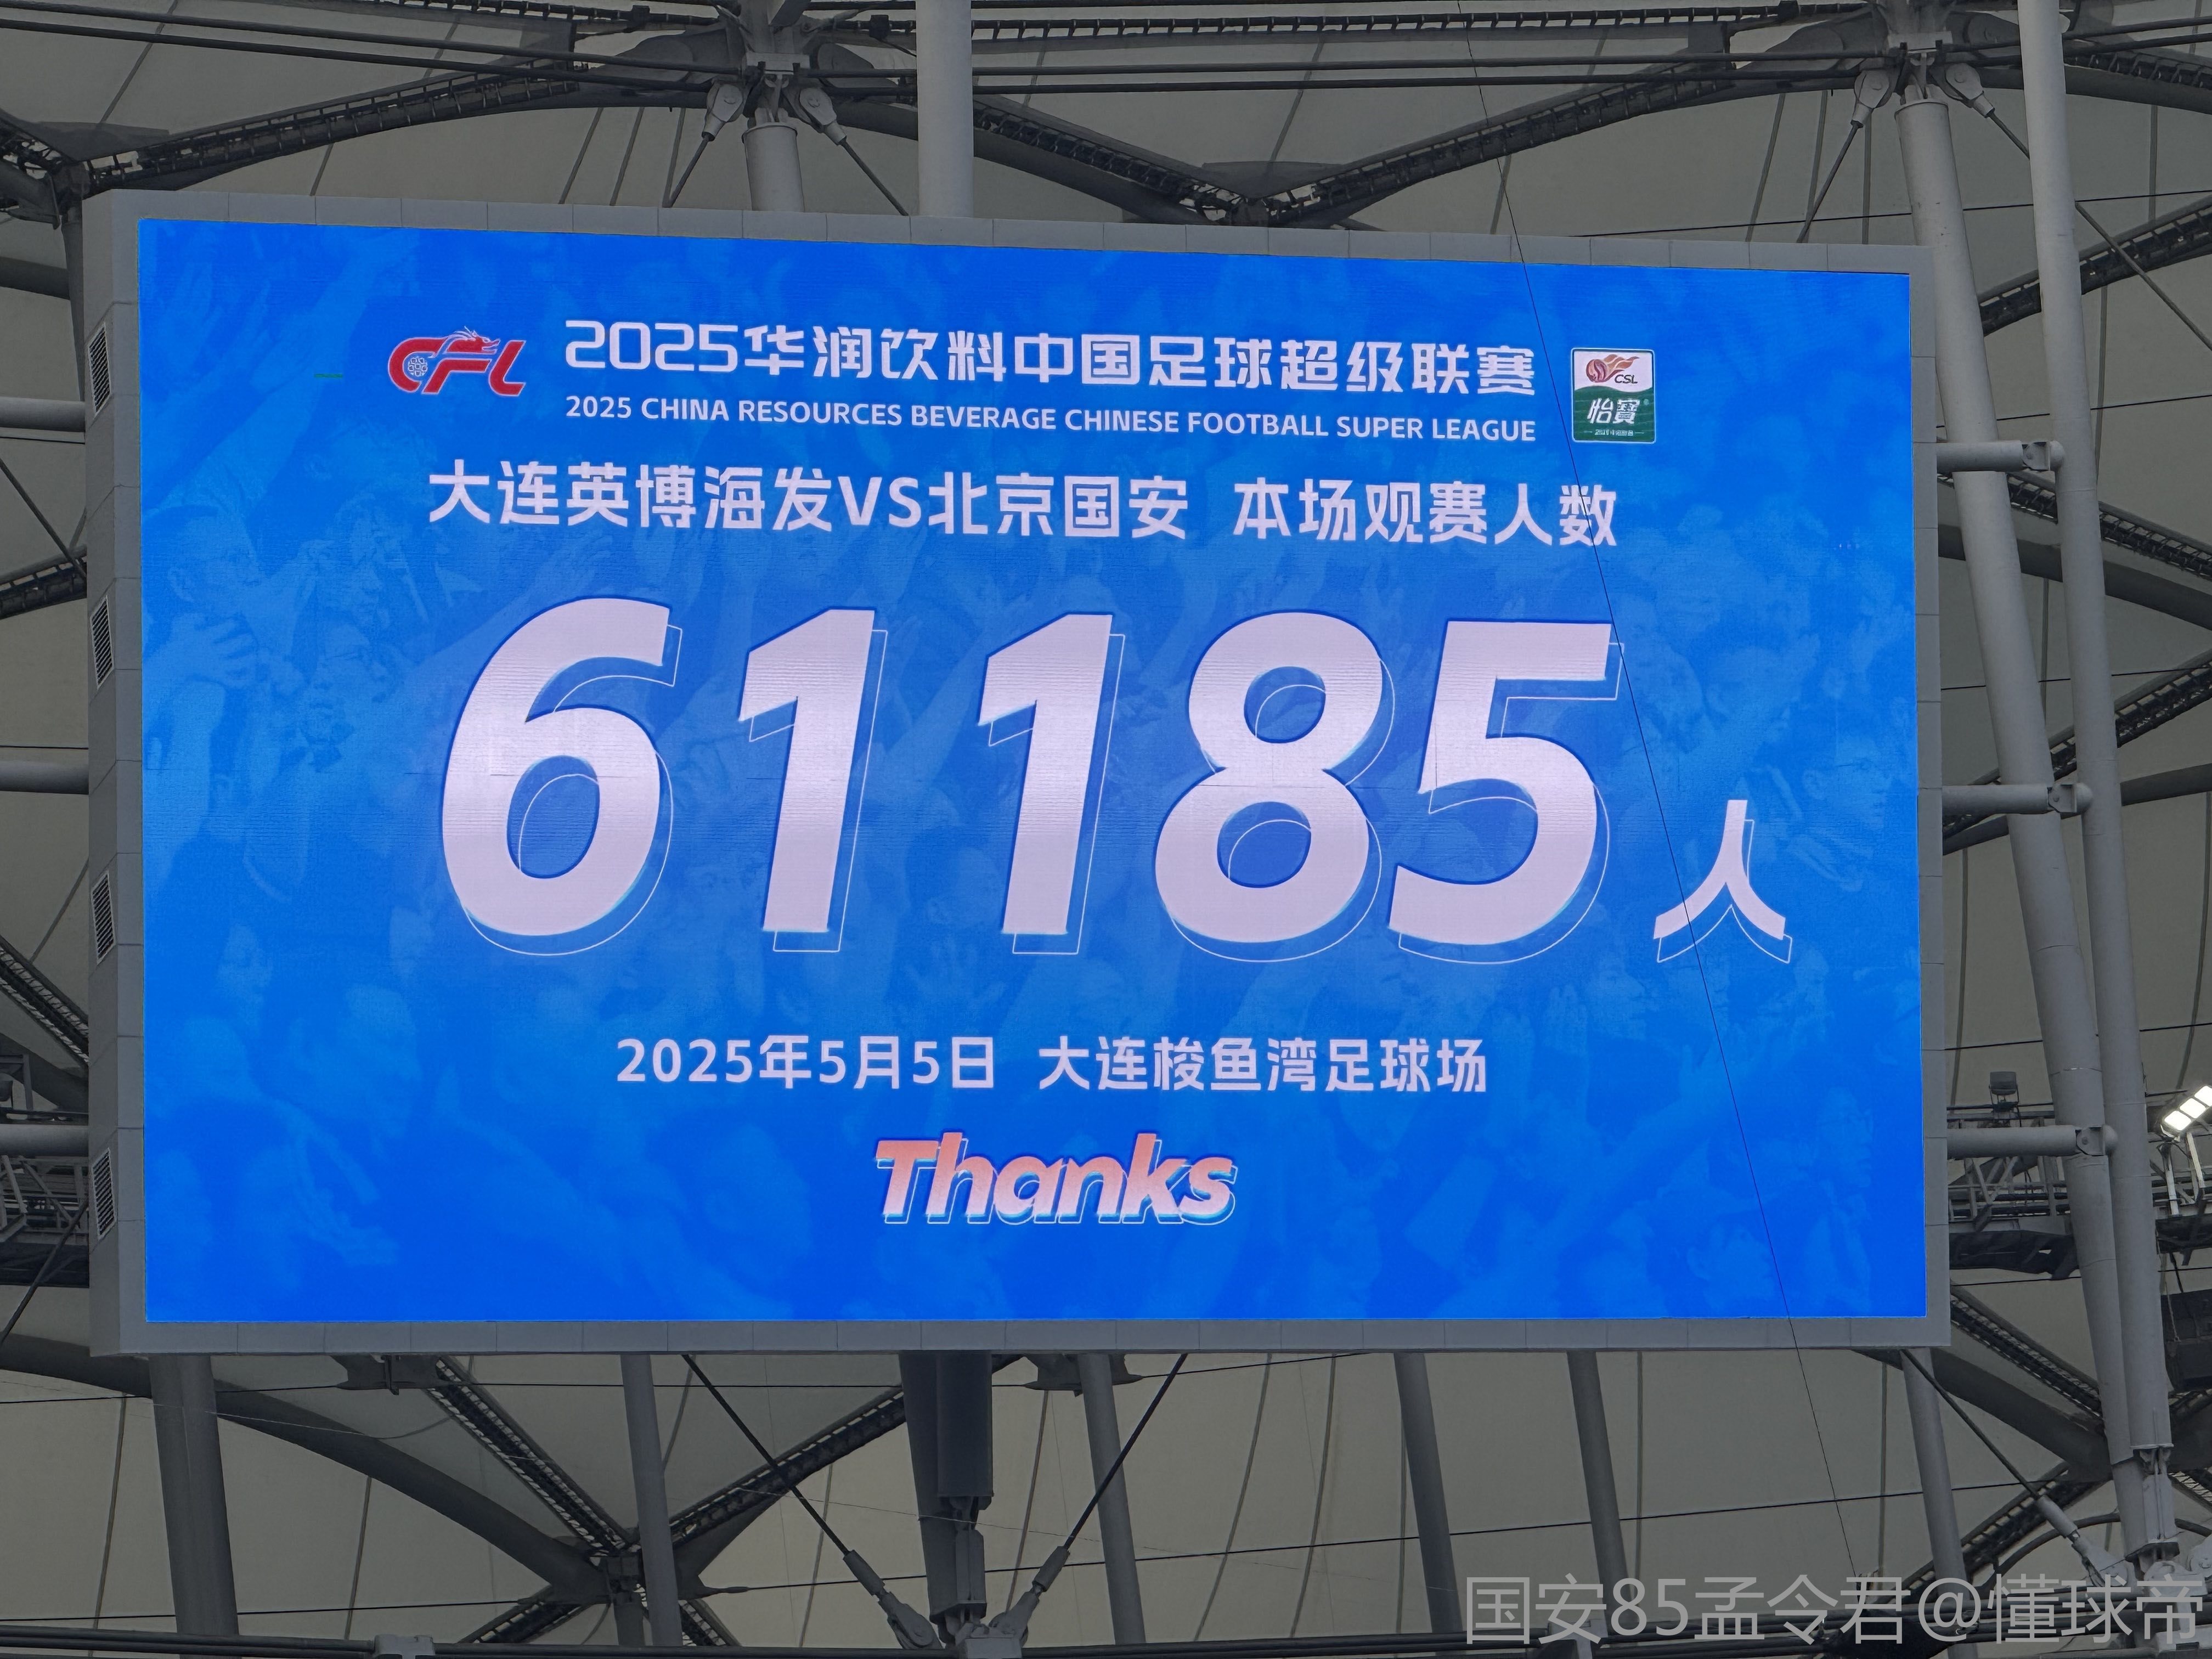 CFL
2025华润饮料中国足球超级联赛
2025 CHINA RESOURCES BEVERAGE CHINESE FOOTBALL SUPER LEAGUE
CSL
怡寶
大连英博海发VS北京国安 本场观赛人数
61185人
2025年5月5日 大连梭鱼湾足球场
Thanks
国安85孟令君@懂球帝